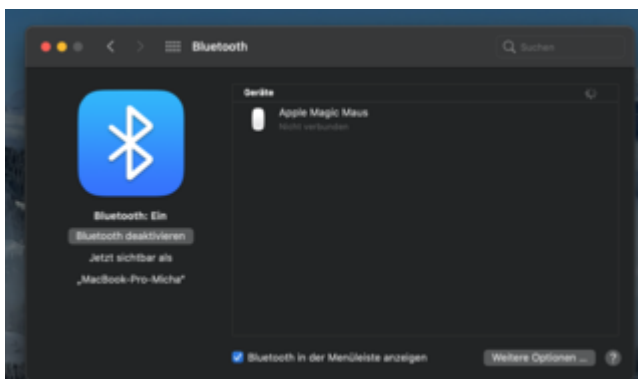 Bluetooth
Suchen
Geräte
Apple Magic Maus
Nicht verbunden
Bluetooth: Ein
Bluetooth deaktivieren
Jetzt sichtbar als
„MacBook-Pro-Micha“
Bluetooth in der Menüleiste anzeigen
Weitere Optionen ...
?